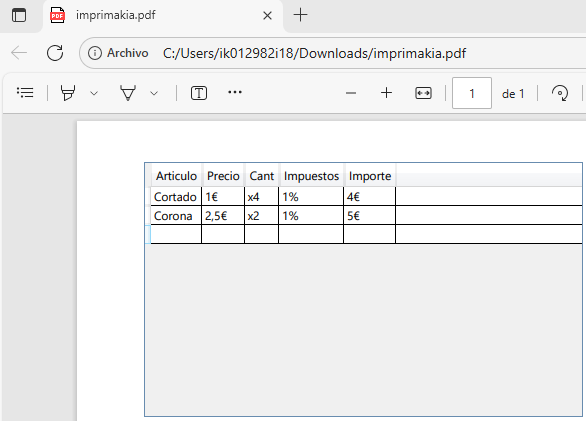 imprimakia.pdf
Archivo C:/Users/ik012982i18/Downloads/imprimakia.pdf
1 de 1
Articulo Precio Cant Impuestos Importe
Cortado 1€ x4 1% 4€
Corona 2,5€ x2 1% 5€